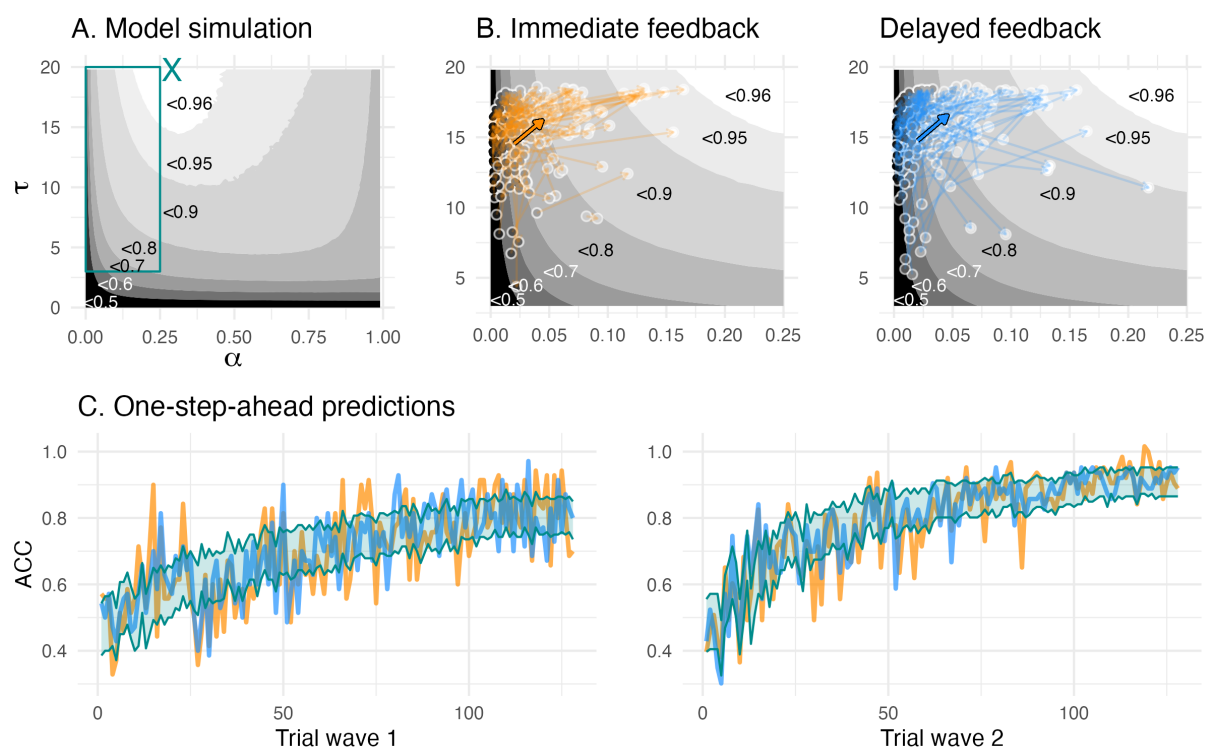 A. Model simulation
B. Immediate feedback
Delayed feedback
20
15
10
5
0
τ
X
<0.96
<0.95
<0.9
<0.8
<0.7
<0.6
<0.5
0.00 0.25 0.50 0.75 1.00
α
20
15
10
5
<0.96
<0.95
<0.9
<0.8
<0.7
<0.6
<0.5
0.00 0.05 0.10 0.15 0.20 0.25
20
15
10
5
<0.96
<0.95
<0.9
<0.8
<0.7
<0.6
<0.5
0.00 0.05 0.10 0.15 0.20 0.25
C. One-step-ahead predictions
ACC
1.0
0.8
0.6
0.4
0 50 100
Trial wave 1
1.0
0.8
0.6
0.4
0 50 100
Trial wave 2